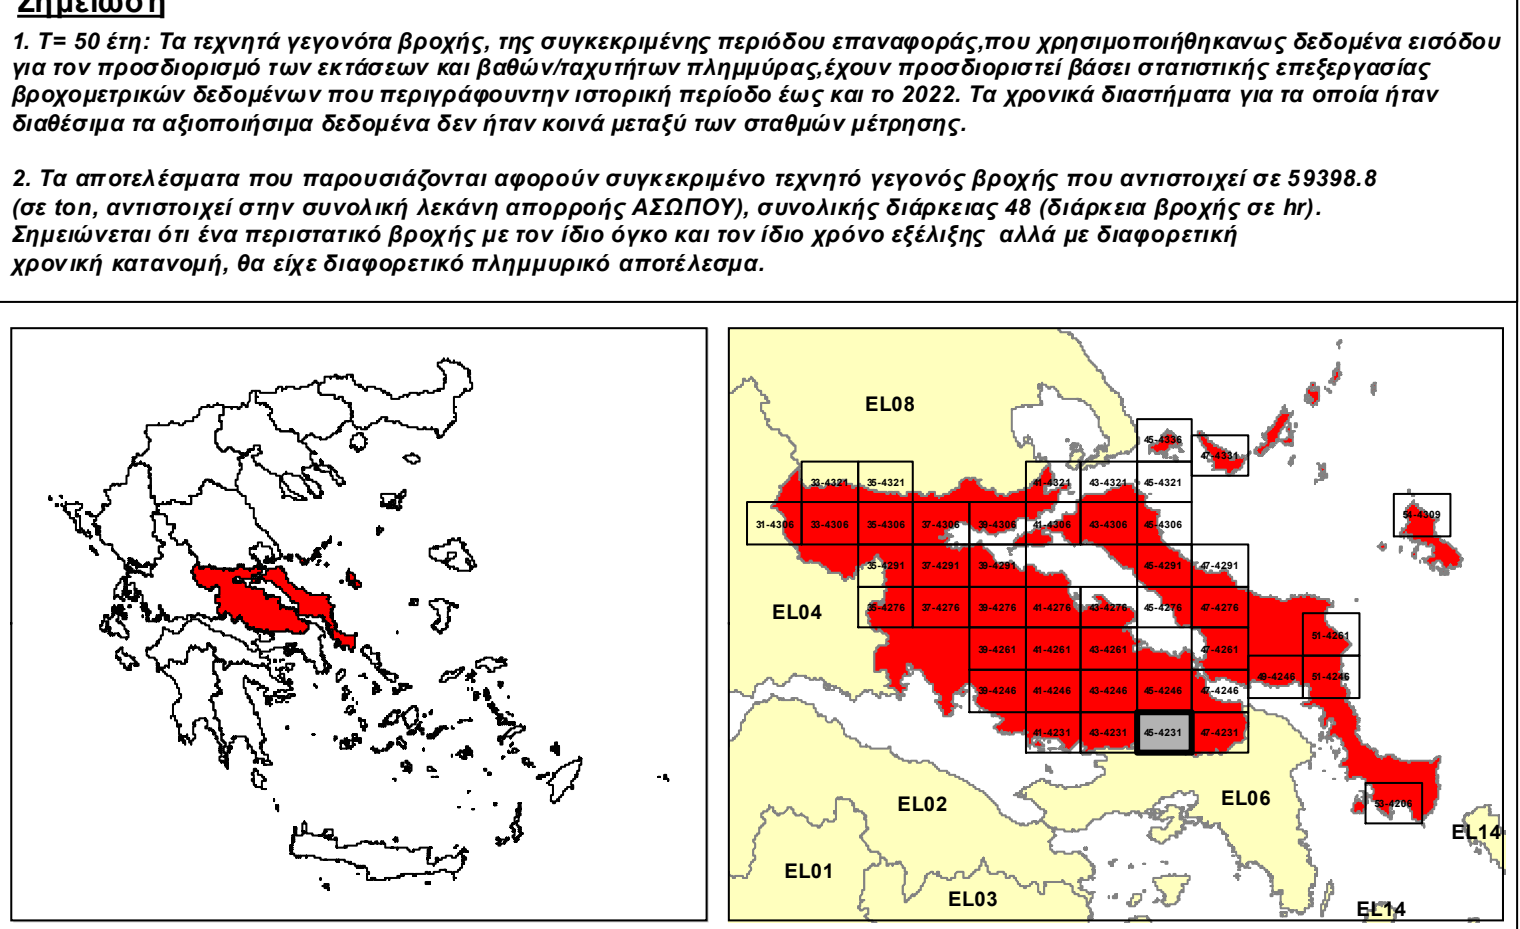 Σημείωση
1. Τ= 50 έτη: Τα τεχνητά γεγονότα βροχής, της συγκεκριμένης περιόδου επαναφοράς,που χρησιμοποιήθηκανως δεδομένα εισόδου
για τον προσδιορισμό των εκτάσεων και βαθών/ταχυτήτων πλημμύρας,έχουν προσδιοριστεί βάσει στατιστικής επεξεργασίας
βροχομετρικών δεδομένων που περιγράφουντην ιστορική περίοδο έως και το 2022. Τα χρονικά διαστήματα για τα οποία ήταν
διαθέσιμα τα αξιοποιήσιμα δεδομένα δεν ήταν κοινά μεταξύ των σταθμών μέτρησης.
2. Τα αποτελέσματα που παρουσιάζονται αφορούν συγκεκριμένο τεχνητό γεγονός βροχής που αντιστοιχεί σε 59398.8
(σε ton, αντιστοιχεί στην συνολική λεκάνη απορροής ΑΣΩΠΟΥ), συνολικής διάρκειας 48 (διάρκεια βροχής σε hr).
Σημειώνεται ότι ένα περιστατικό βροχής με τον ίδιο όγκο και τον ίδιο χρόνο εξέλιξης αλλά με διαφορετική
χρονική κατανομή, θα είχε διαφορετικό πλημμυρικό αποτέλεσμα.
EL08
45-4336
47-4331
33-4321 35-4321 41-4321 43-4321 45-4321
54-4309
31-4306 33-4306 35-4306 37-4306 39-4306 41-4306 43-4306 45-4306
35-4291 37-4291 39-4291 45-4291 47-4291
EL04
35-4276 37-4276 39-4276 41-4276 43-4276 45-4276 47-4276
51-4261
39-4261 41-4261 43-4261 47-4261
49-4246 51-4246
39-4246 41-4246 43-4246 45-4246 47-4246
41-4231 43-4231 45-4231 47-4231
EL02
EL06
53-4206
EL14
EL01
EL03
EL14